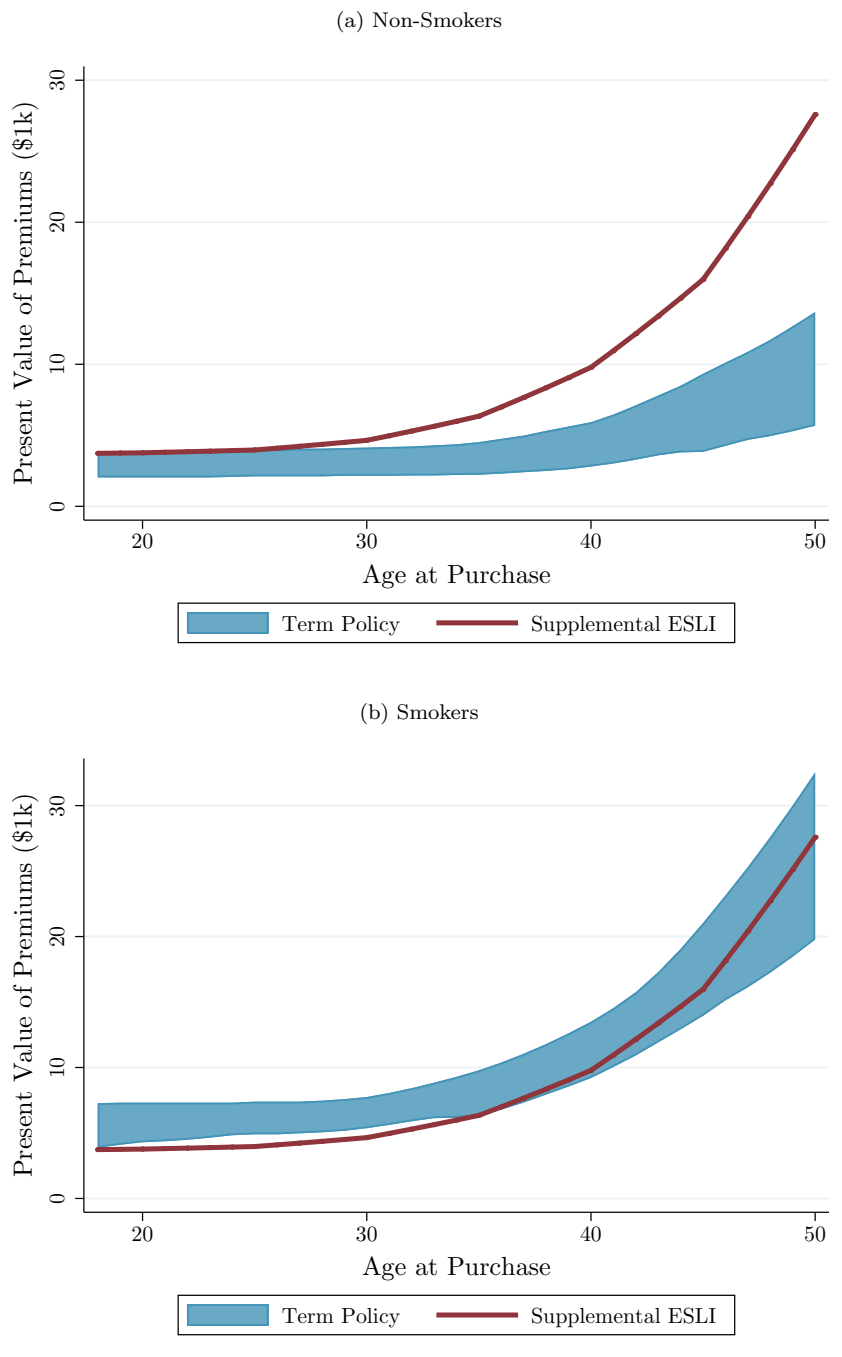 (a) Non-Smokers
Present Value of Premiums ($1k)
30
20
10
0
20 30 40 50
Age at Purchase
Term Policy Supplemental ESLI
(b) Smokers
Present Value of Premiums ($1k)
30
20
10
0
20 30 40 50
Age at Purchase
Term Policy Supplemental ESLI